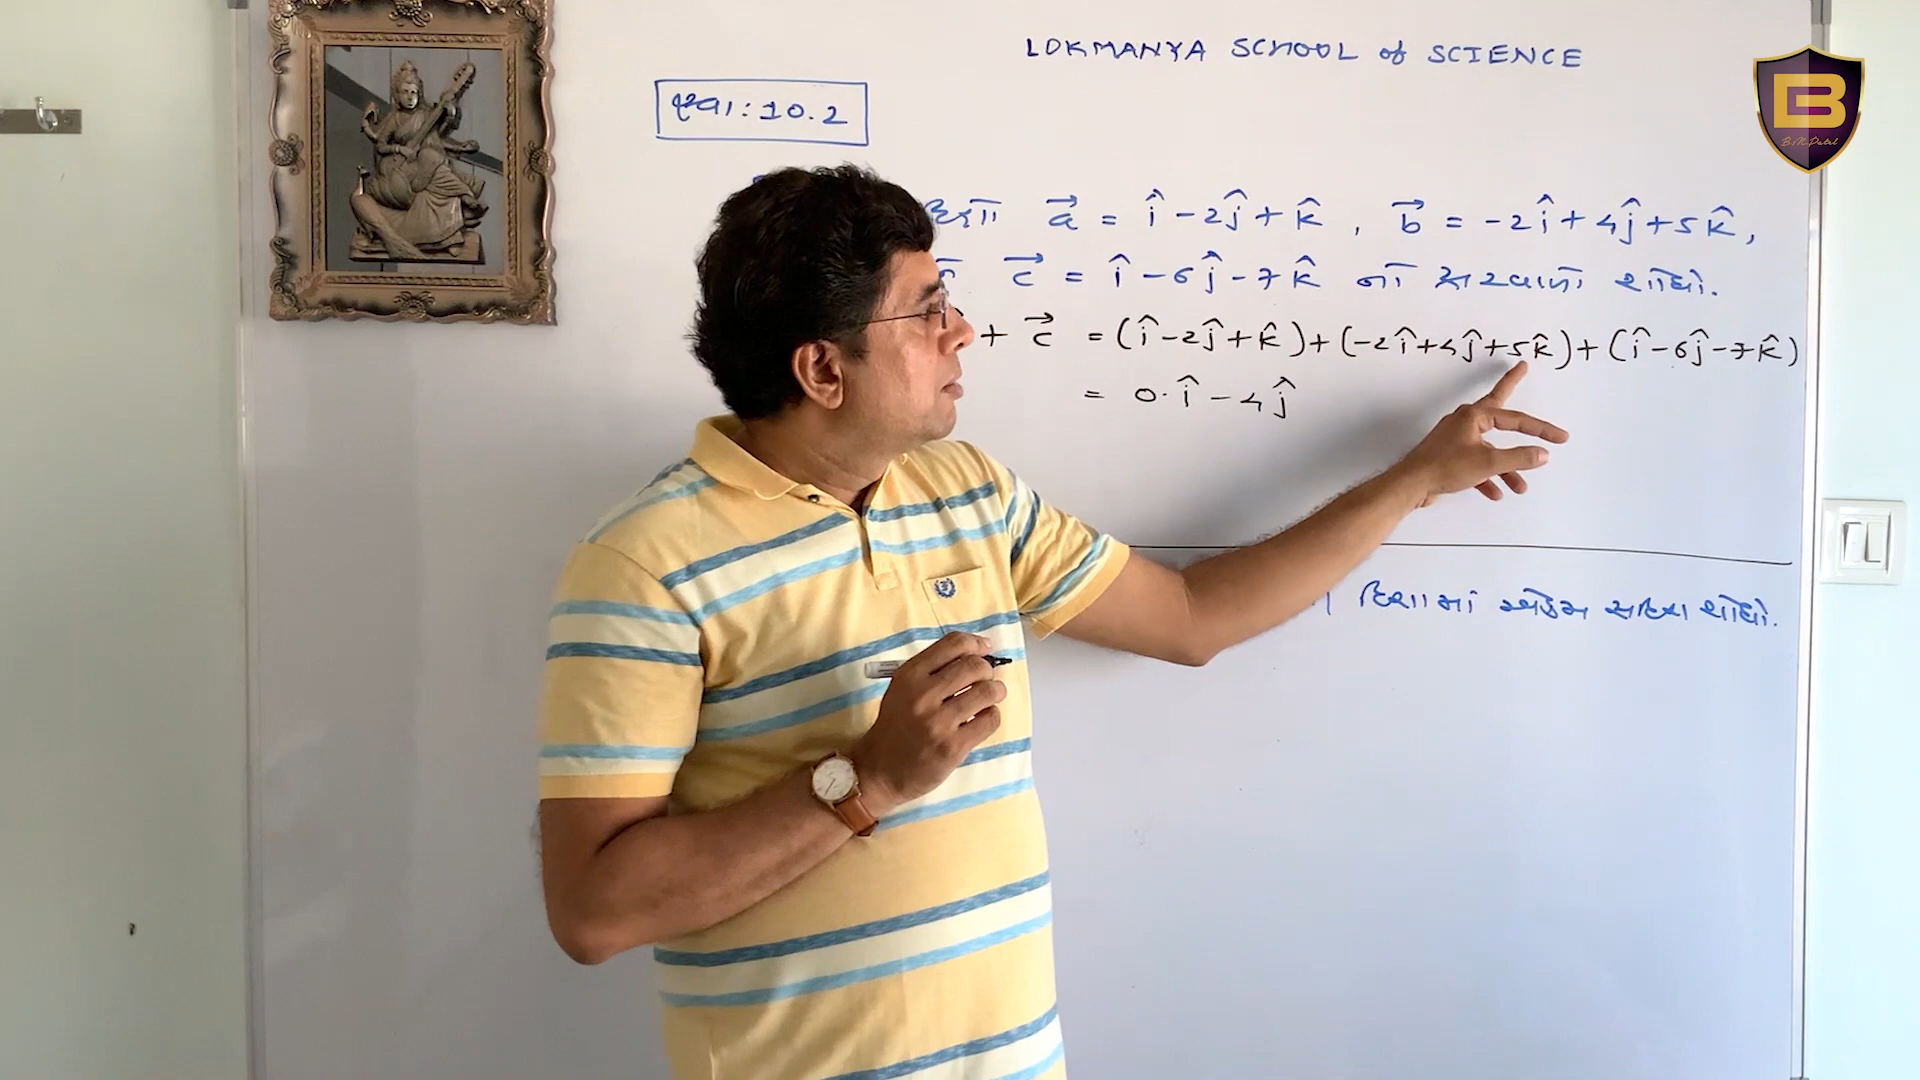 LOKMANYA SCHOOL of SCIENCE
B
B.M.Patel
સ્વા : 10.2
સદિશો a⃗ = î - 2ĵ + k̂ , b⃗ = -2î + 4ĵ + 5k̂ ,
c⃗ = î - 6ĵ - 7k̂ નો સરવાળો શોધો.
+ c⃗ = (î - 2ĵ + k̂) + (-2î + 4ĵ + 5k̂) + (î - 6ĵ - 7k̂)
= 0·î - 4ĵ
દિશામાં એકમ સદિશ શોધો.